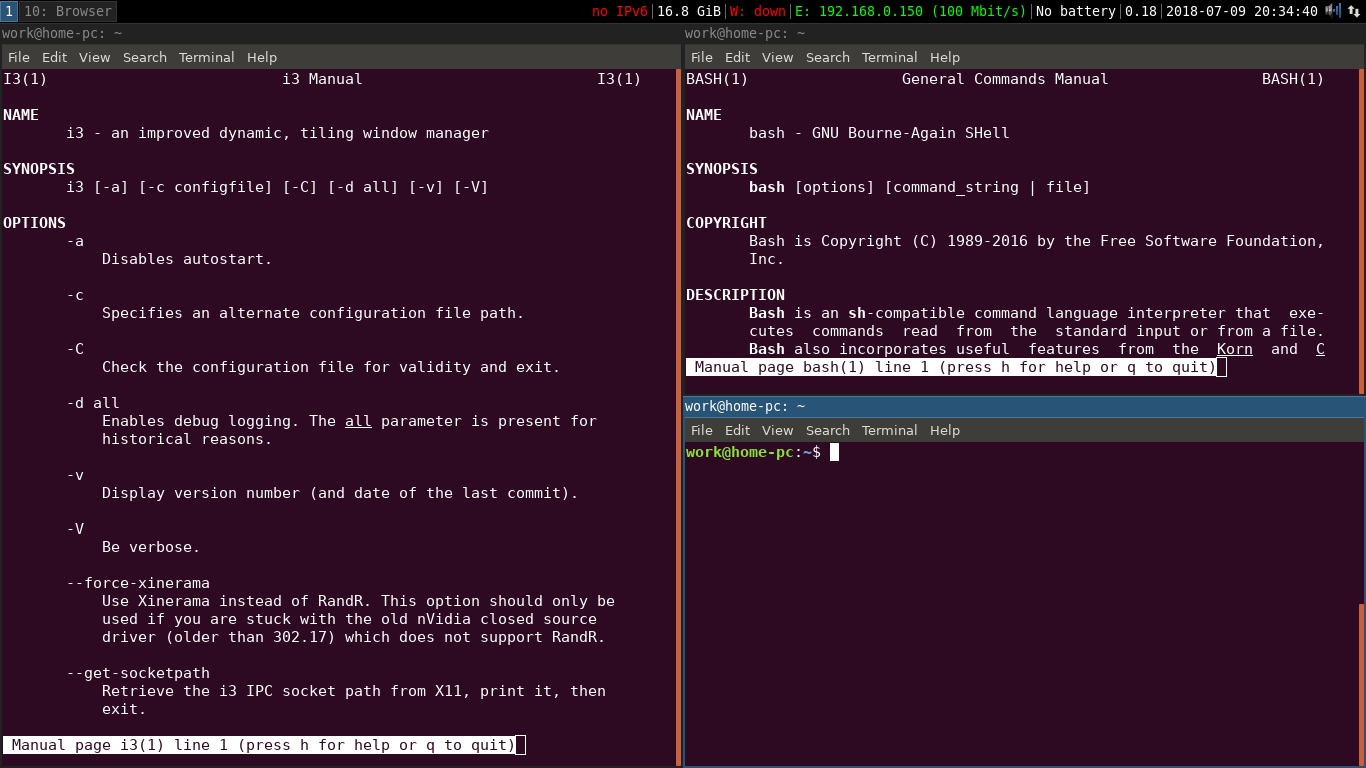 1 10: Browser no IPv6|16.8 GiB|W: down|E: 192.168.0.150 (100 Mbit/s)|No battery|0.18|2018-07-09 20:34:40
work@home-pc: ~
File Edit View Search Terminal Help
I3(1) i3 Manual I3(1)
NAME
i3 - an improved dynamic, tiling window manager
SYNOPSIS
i3 [-a] [-c configfile] [-C] [-d all] [-v] [-V]
OPTIONS
-a
Disables autostart.
-c
Specifies an alternate configuration file path.
-C
Check the configuration file for validity and exit.
-d all
Enables debug logging. The all parameter is present for
historical reasons.
-v
Display version number (and date of the last commit).
-V
Be verbose.
--force-xinerama
Use Xinerama instead of RandR. This option should only be
used if you are stuck with the old nVidia closed source
driver (older than 302.17) which does not support RandR.
--get-socketpath
Retrieve the i3 IPC socket path from X11, print it, then
exit.
Manual page i3(1) line 1 (press h for help or q to quit)
work@home-pc: ~
File Edit View Search Terminal Help
BASH(1) General Commands Manual BASH(1)
NAME
bash - GNU Bourne-Again SHell
SYNOPSIS
bash [options] [command_string | file]
COPYRIGHT
Bash is Copyright (C) 1989-2016 by the Free Software Foundation,
Inc.
DESCRIPTION
Bash is an sh-compatible command language interpreter that exe-
cutes commands read from the standard input or from a file.
Bash also incorporates useful features from the Korn and C
Manual page bash(1) line 1 (press h for help or q to quit)
work@home-pc: ~
File Edit View Search Terminal Help
work@home-pc:~$